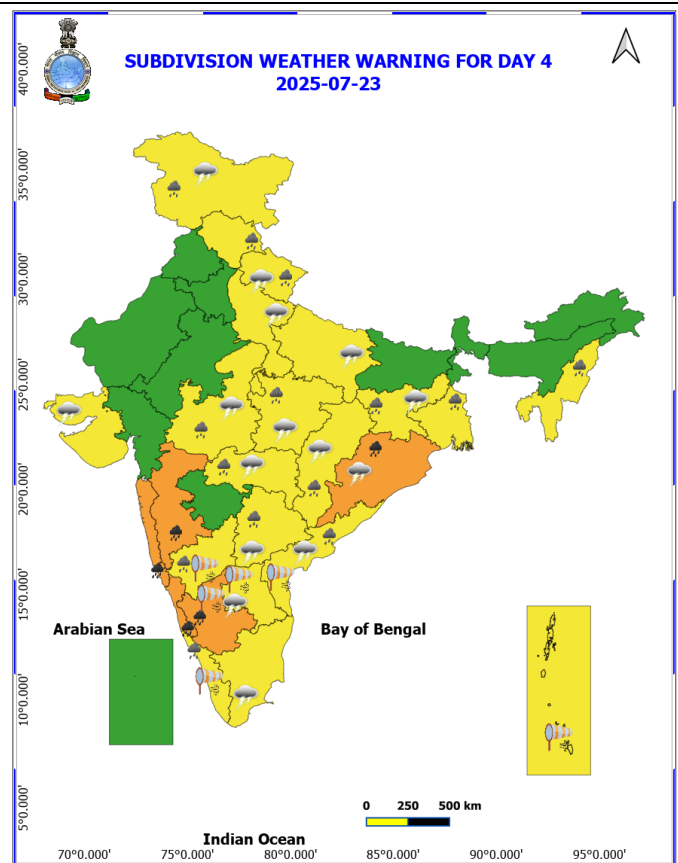 SUBDIVISION WEATHER WARNING FOR DAY 4
2025-07-23
40°0.000'
35°0.000'
30°0.000'
25°0.000'
20°0.000'
15°0.000'
10°0.000'
5°0.000'
Arabian Sea
Bay of Bengal
0 250 500 km
Indian Ocean
70°0.000' 75°0.000' 80°0.000' 85°0.000' 90°0.000' 95°0.000'